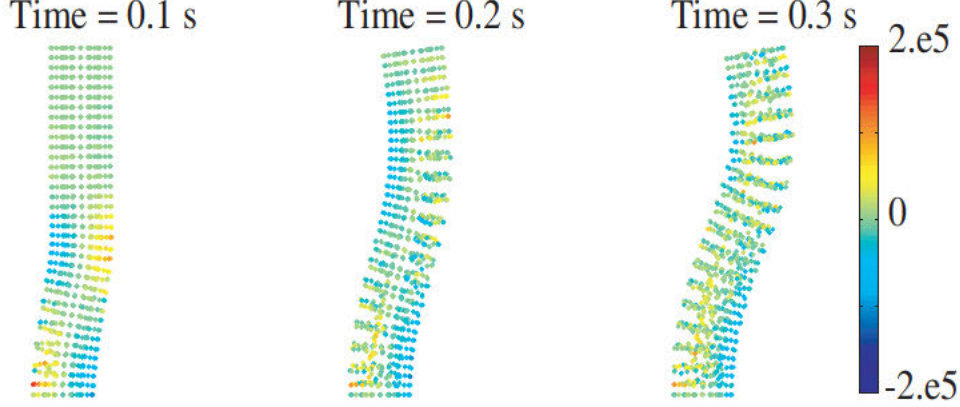 Time = 0.1 s
Time = 0.2 s
Time = 0.3 s
2.e5
0
-2.e5